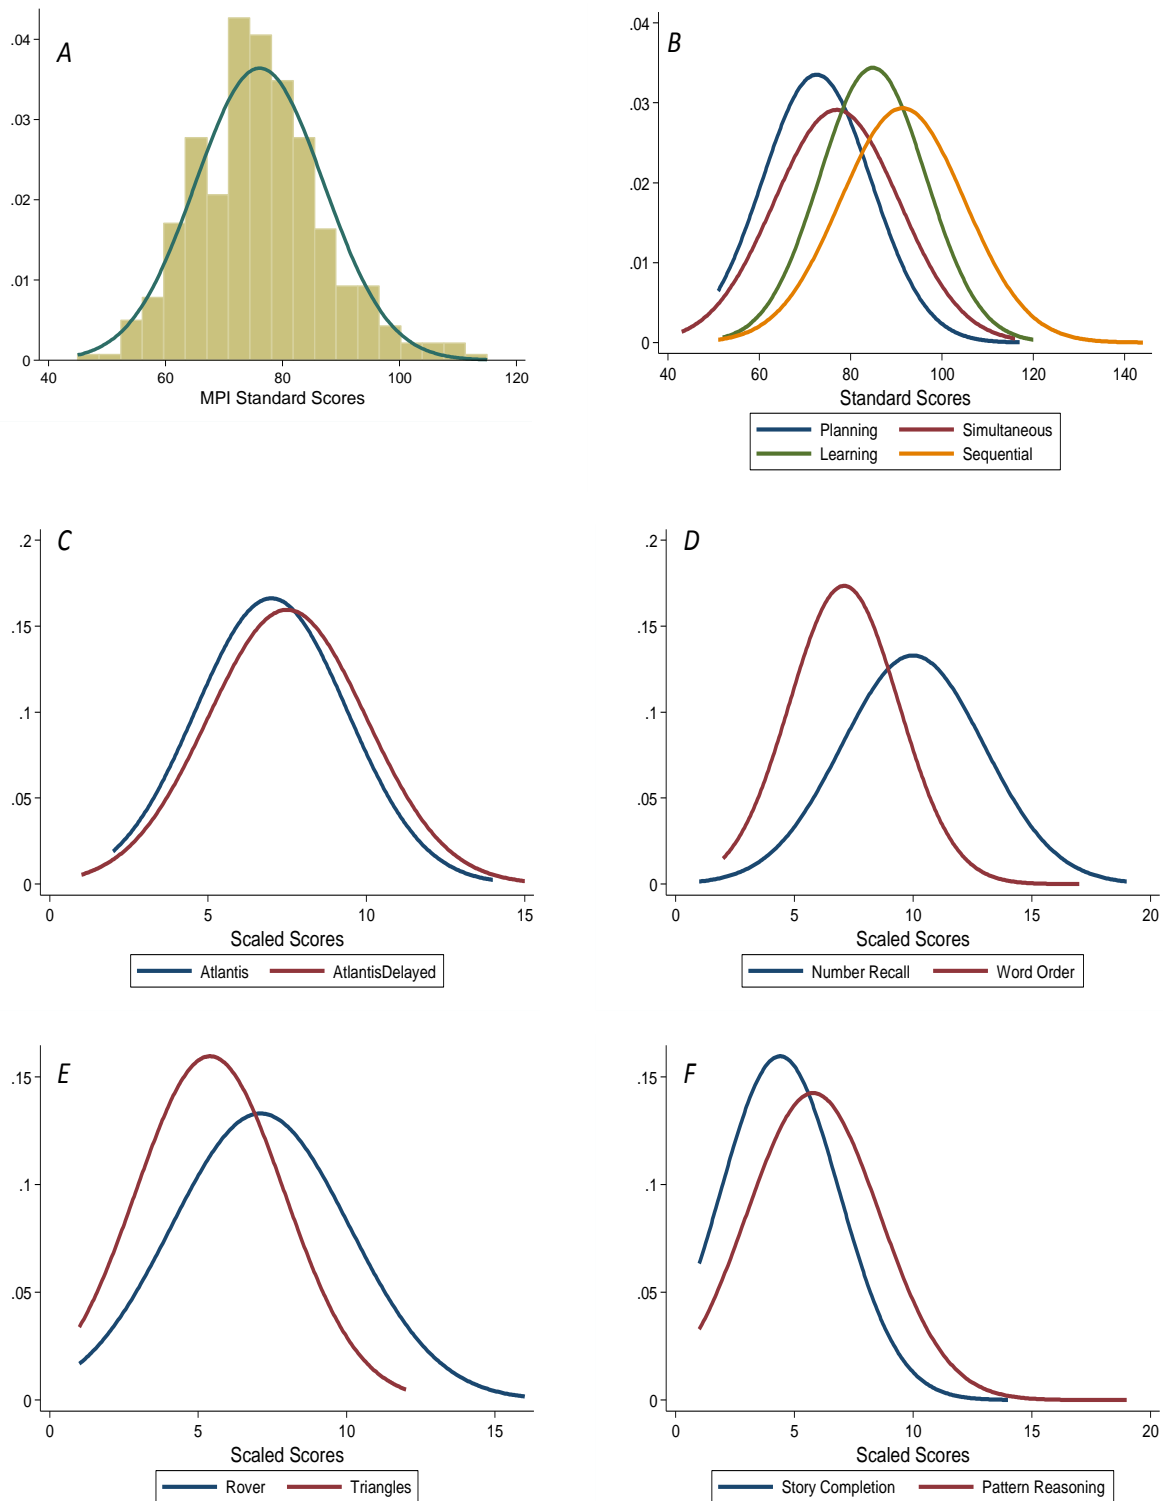 A
.04
.03
.02
.01
0
40 60 80 100 120
MPI Standard Scores
B
.04
.03
.02
.01
0
40 60 80 100 120 140
Standard Scores
Planning Simultaneous
Learning Sequential
C
.2
.15
.1
.05
0
0 5 10 15
Scaled Scores
Atlantis AtlantisDelayed
D
.2
.15
.1
.05
0
0 5 10 15 20
Scaled Scores
Number Recall Word Order
E
.15
.1
.05
0
0 5 10 15
Scaled Scores
Rover Triangles
F
.15
.1
.05
0
0 5 10 15 20
Scaled Scores
Story Completion Pattern Reasoning